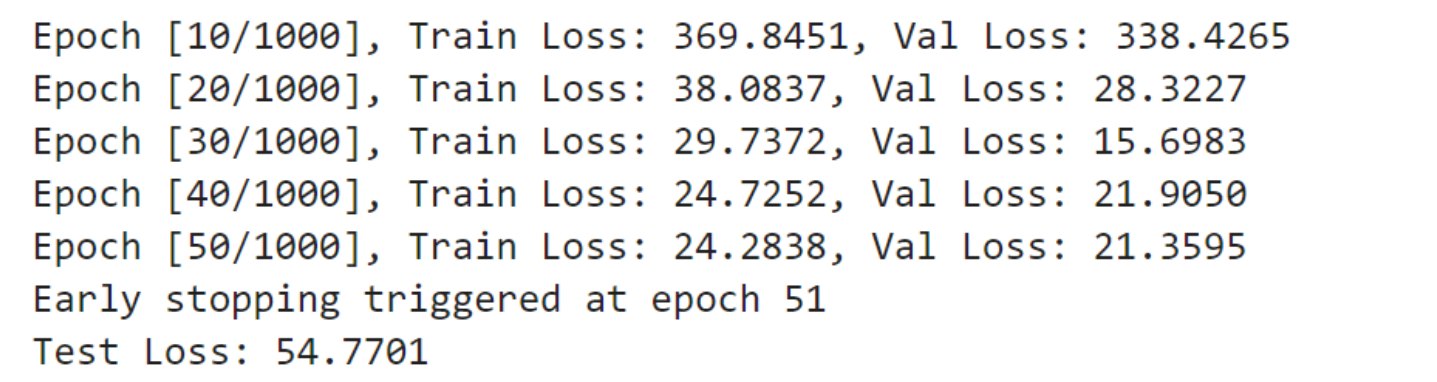 Epoch [10/1000], Train Loss: 369.8451, Val Loss: 338.4265
Epoch [20/1000], Train Loss: 38.0837, Val Loss: 28.3227
Epoch [30/1000], Train Loss: 29.7372, Val Loss: 15.6983
Epoch [40/1000], Train Loss: 24.7252, Val Loss: 21.9050
Epoch [50/1000], Train Loss: 24.2838, Val Loss: 21.3595
Early stopping triggered at epoch 51
Test Loss: 54.7701